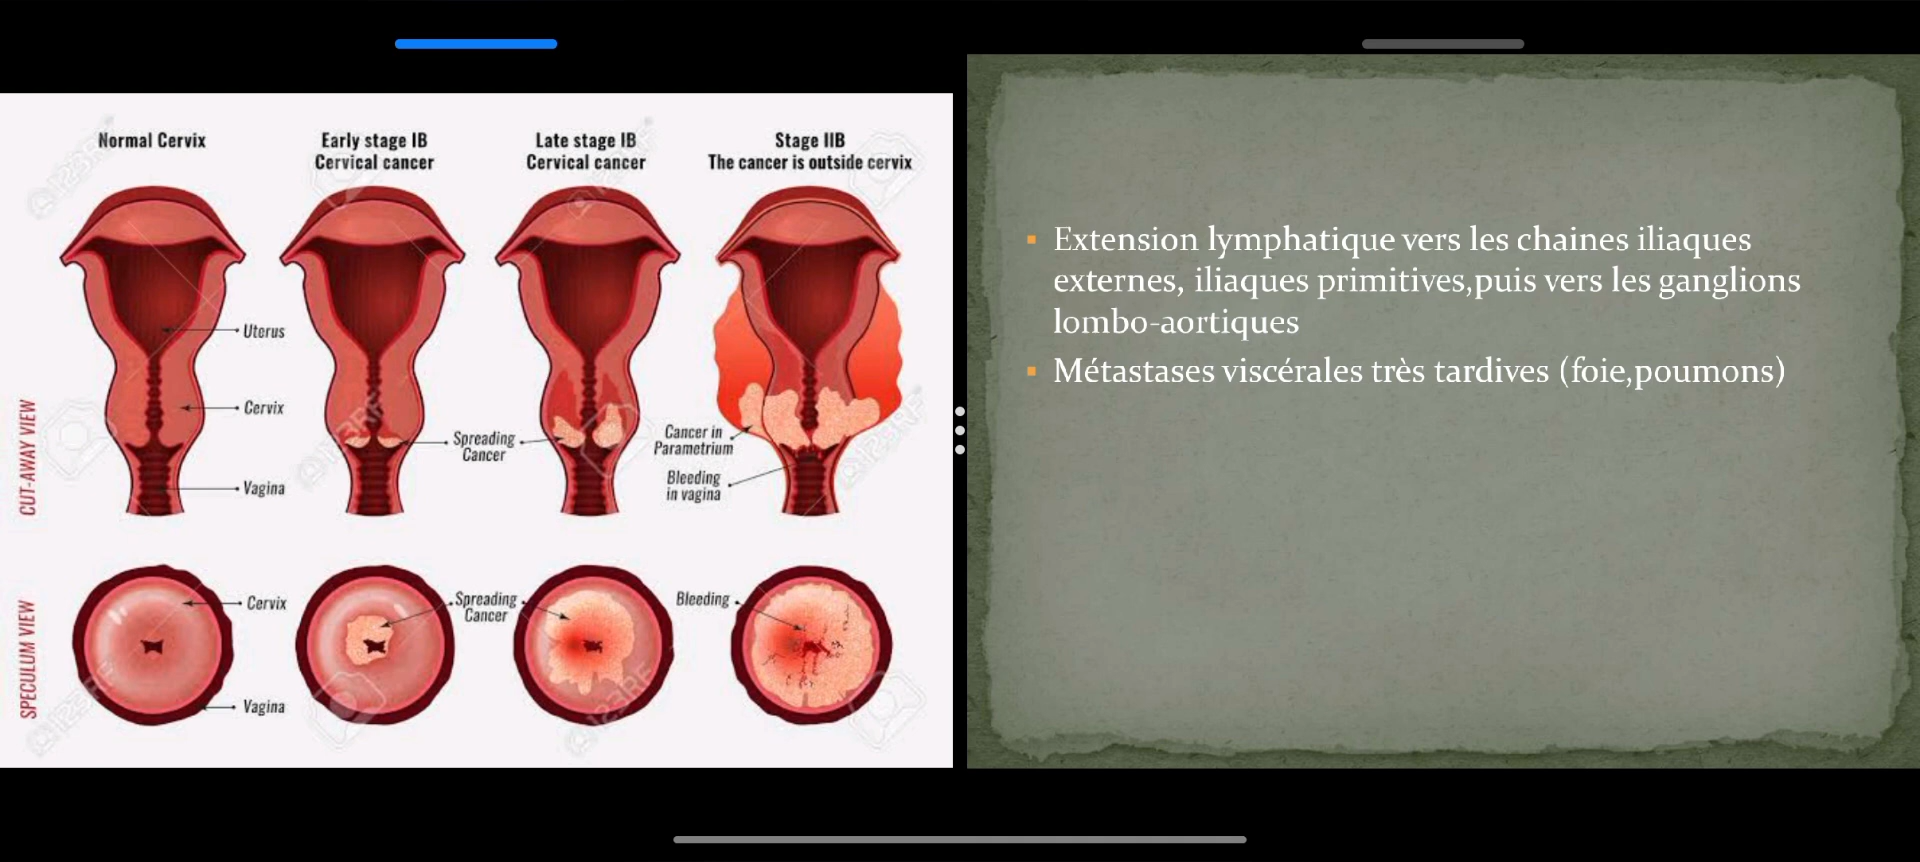 Normal Cervix
Early stage IB
Cervical cancer
Late stage IB
Cervical cancer
Stage IIB
The cancer is outside cervix
CUT-AWAY VIEW
Uterus
Cervix
Vagina
Spreading
Cancer
Cancer in
Parametrium
Bleeding
in vagina
SPECULUM VIEW
Cervix
Vagina
Spreading
Cancer
Bleeding
123RF
▪ Extension lymphatique vers les chaines iliaques
externes, iliaques primitives,puis vers les ganglions
lombo-aortiques
▪ Métastases viscérales très tardives (foie,poumons)